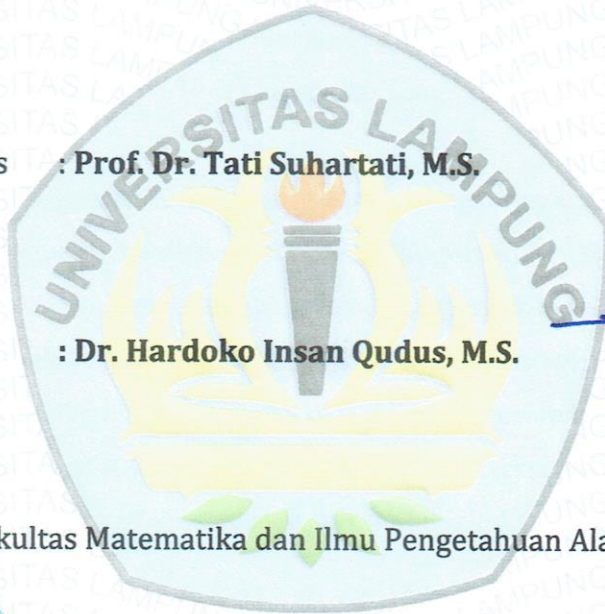 UNIVERSITAS LAMPUNG
s : Prof. Dr. Tati Suhartati, M.S.
: Dr. Hardoko Insan Qudus, M.S.
kultas Matematika dan Ilmu Pengetahuan Ala